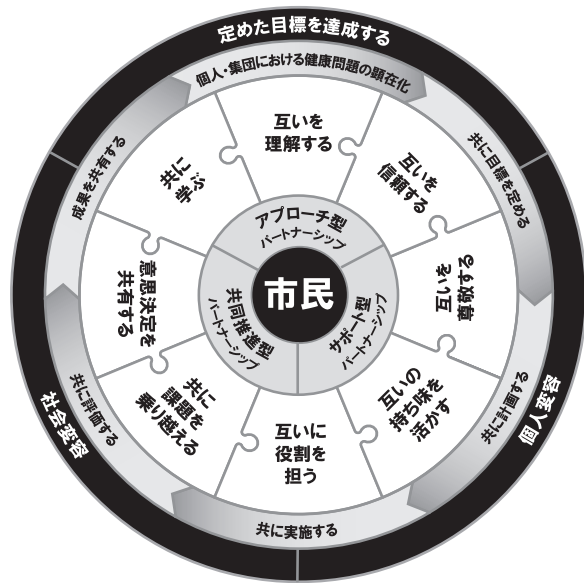 定めた目標を達成する
個人変容
社会変容
個人・集団における健康問題の顕在化
共に目標を定める
共に計画する
共に実施する
共に評価する
成果を共有する
互いを
理解する
互いを
信頼する
互いを
尊敬する
互いの
持ち味を
活かす
互いに
役割を
担う
共に
課題を
乗り越える
意思決定を
共有する
共に
学ぶ
アプローチ型
パートナーシップ
サポート型
パートナーシップ
共同推進型
パートナーシップ
市民